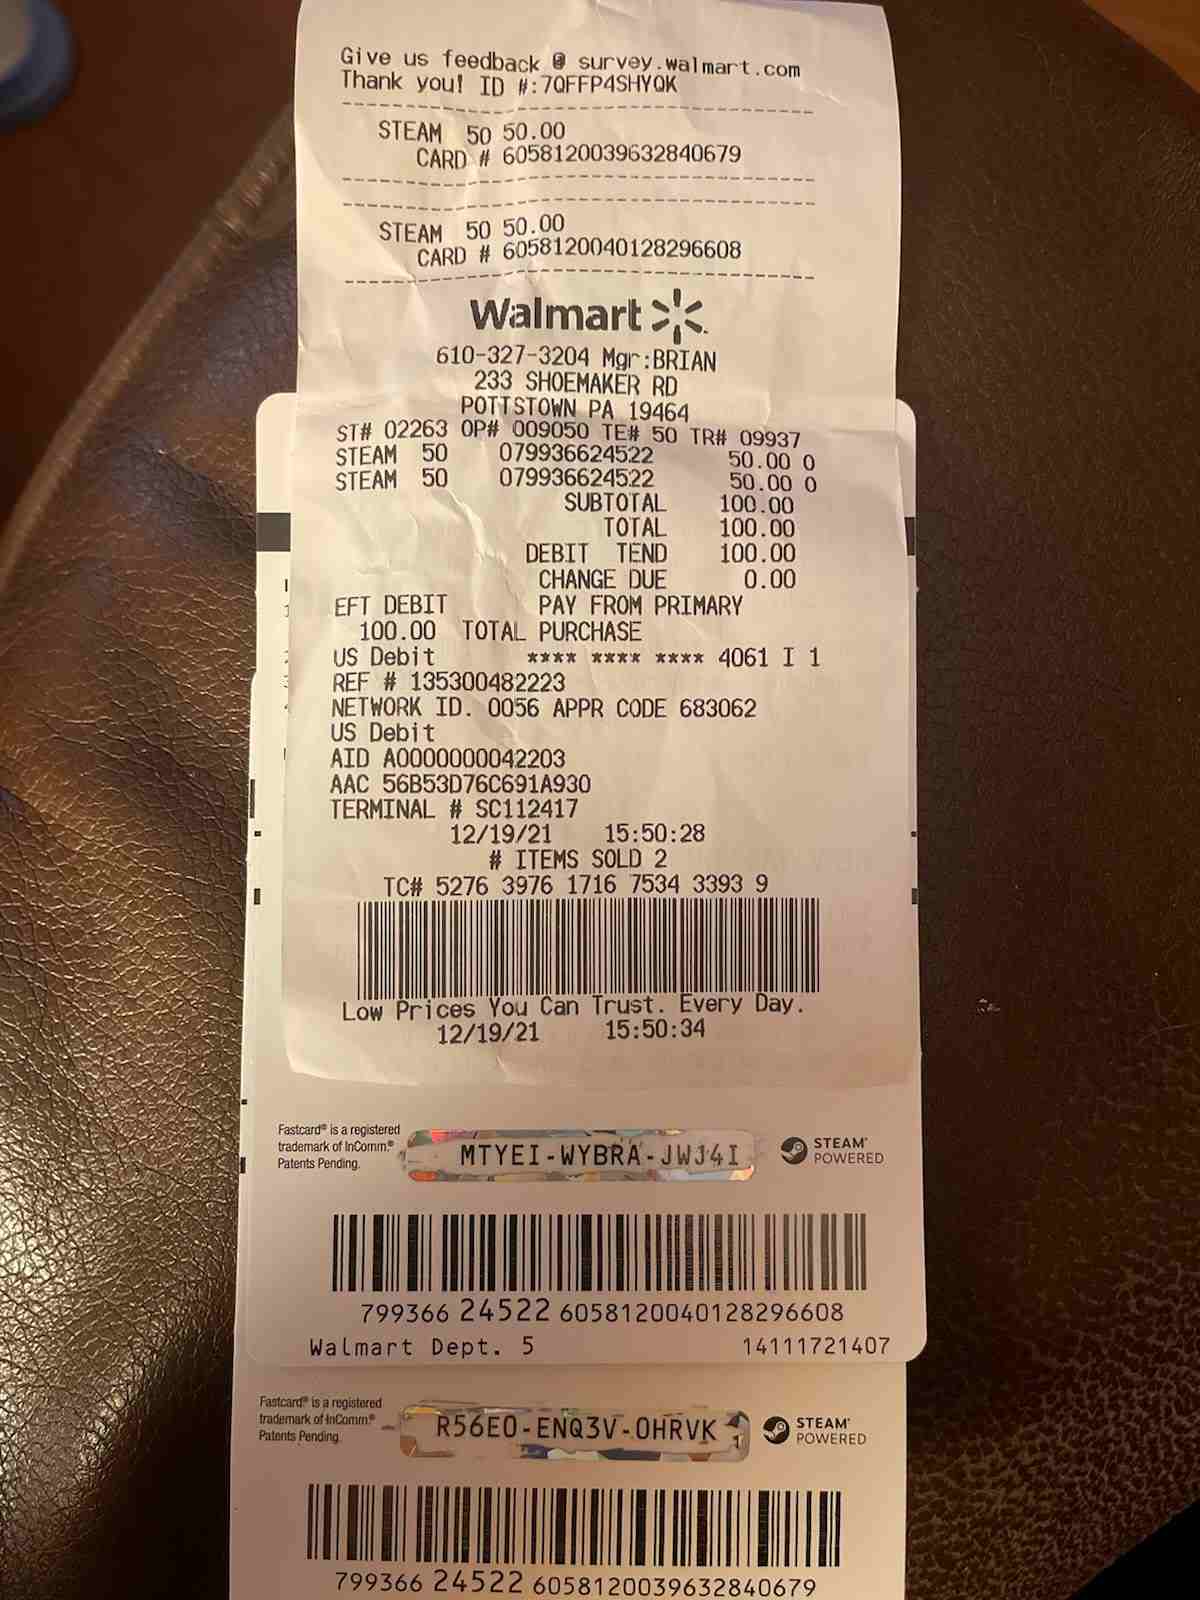 Give us feedback @ survey.walmart.com
Thank you! ID #:7QFFP4SHYQK
STEAM 50 50.00
CARD # 6058120039632840679
STEAM 50 50.00
CARD # 6058120040128296608
Walmart
610-327-3204 Mgr:BRIAN
233 SHOEMAKER RD
POTTSTOWN PA 19464
ST# 02263 OP# 009050 TE# 50 TR# 09937
STEAM 50 079936624522 50.00 O
STEAM 50 079936624522 50.00 O
SUBTOTAL 100.00
TOTAL 100.00
DEBIT TEND 100.00
CHANGE DUE 0.00
EFT DEBIT PAY FROM PRIMARY
100.00 TOTAL PURCHASE
US Debit **** **** **** 4061 I 1
REF # 135300482223
NETWORK ID. 0056 APPR CODE 683062
US Debit
AID A0000000042203
AAC 56B53D76C691A930
TERMINAL # SC112417
12/19/21 15:50:28
# ITEMS SOLD 2
TC# 5276 3976 1716 7534 3393 9
Low Prices You Can Trust. Every Day.
12/19/21 15:50:34
Fastcard® is a registered
trademark of InComm.®
Patents Pending.
MTYEI-WYBRA-JWJ4I
STEAM®
POWERED
799366 24522 6058120040128296608
Walmart Dept. 5 14111721407
Fastcard® is a registered
trademark of InComm.®
Patents Pending.
R56E0-ENQ3V-0HRVK
STEAM®
POWERED
799366 24522 6058120039632840679